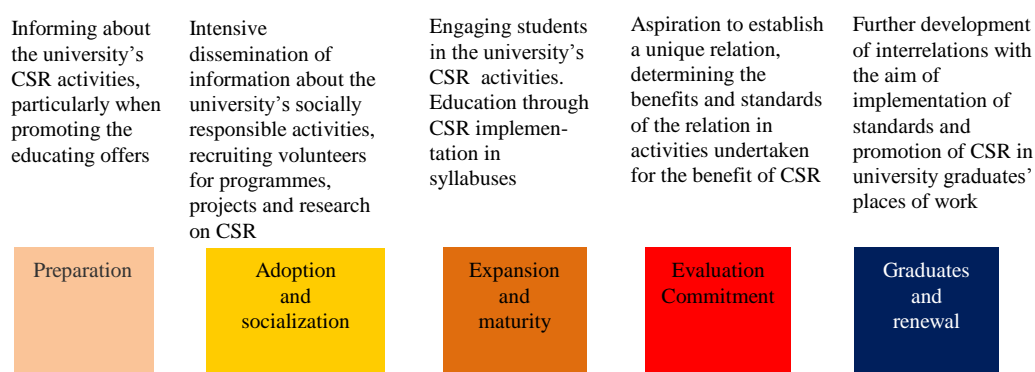 Informing about
the university's
CSR activities,
particularly when
promoting the
educating offers
Intensive
dissemination of
information about the
university's socially
responsible activities,
recruiting volunteers
for programmes,
projects and research
on CSR
Engaging students
in the university's
CSR activities.
Education through
CSR implemen-
tation in
syllabuses
Aspiration to establish
a unique relation,
determining the
benefits and standards
of the relation in
activities undertaken
for the benefit of CSR
Further development
of interrelations with
the aim of
implementation of
standards and
promotion of CSR in
university graduates'
places of work
Preparation
Adoption
and
socialization
Expansion
and
maturity
Evaluation
Commitment
Graduates
and
renewal